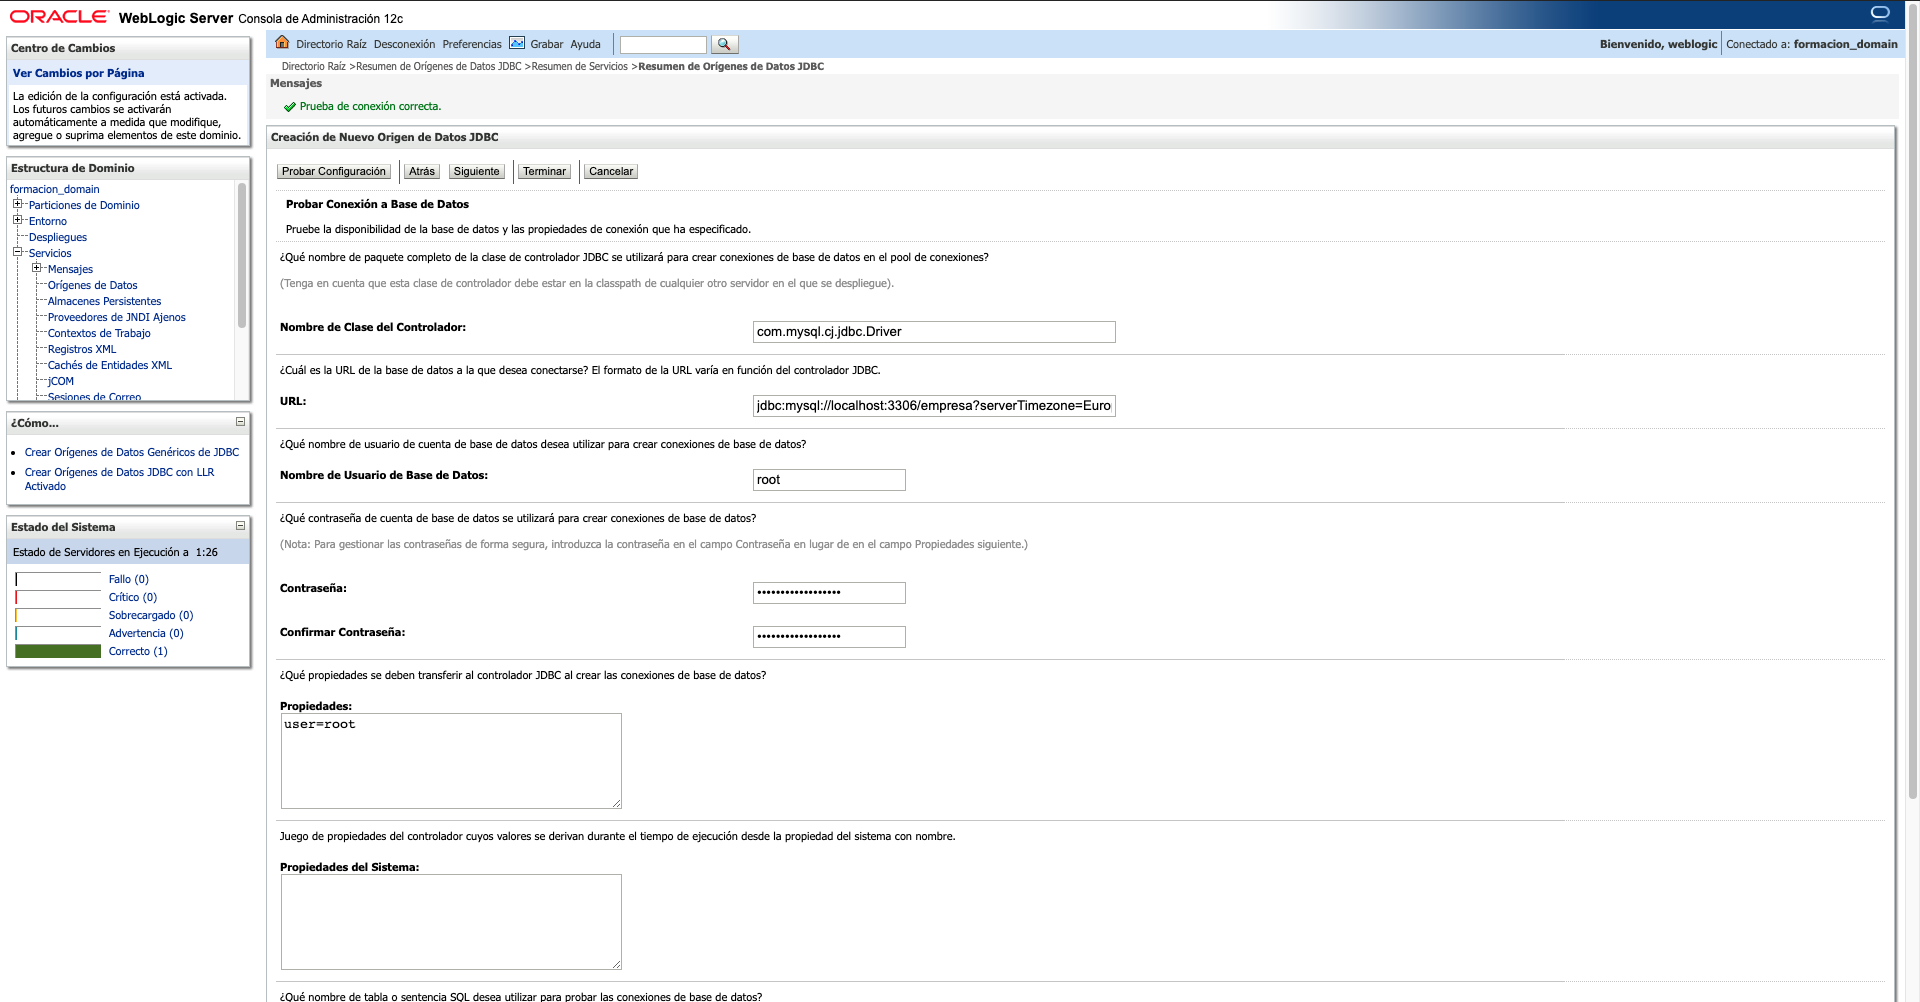 ORACLE WebLogic Server Consola de Administración 12c
Centro de Cambios
Ver Cambios por Página
La edición de la configuración está activada.
Los futuros cambios se activarán
automáticamente a medida que modifique,
agregue o suprima elementos de este dominio.
Estructura de Dominio
formacion_domain
Particiones de Dominio
Entorno
Despliegues
Servicios
Mensajes
Orígenes de Datos
Almacenes Persistentes
Proveedores de JNDI Ajenos
Contextos de Trabajo
Registros XML
Cachés de Entidades XML
jCOM
Sesiones de Correo
¿Cómo...
Crear Orígenes de Datos Genéricos de JDBC
Crear Orígenes de Datos JDBC con LLR
Activado
Estado del Sistema
Estado de Servidores en Ejecución a 1:26
Fallo (0)
Crítico (0)
Sobrecargado (0)
Advertencia (0)
Correcto (1)
Directorio Raíz Desconexión Preferencias Grabar Ayuda
Bienvenido, weblogic Conectado a: formacion_domain
Directorio Raíz >Resumen de Orígenes de Datos JDBC >Resumen de Servicios >Resumen de Orígenes de Datos JDBC
Mensajes
Prueba de conexión correcta.
Creación de Nuevo Origen de Datos JDBC
Probar Configuración Atrás Siguiente Terminar Cancelar
Probar Conexión a Base de Datos
Pruebe la disponibilidad de la base de datos y las propiedades de conexión que ha especificado.
¿Qué nombre de paquete completo de la clase de controlador JDBC se utilizará para crear conexiones de base de datos en el pool de conexiones?
(Tenga en cuenta que esta clase de controlador debe estar en la classpath de cualquier otro servidor en el que se despliegue).
Nombre de Clase del Controlador: com.mysql.cj.jdbc.Driver
¿Cuál es la URL de la base de datos a la que desea conectarse? El formato de la URL varía en función del controlador JDBC.
URL: jdbc:mysql://localhost:3306/empresa?serverTimezone=Euro
¿Qué nombre de usuario de cuenta de base de datos desea utilizar para crear conexiones de base de datos?
Nombre de Usuario de Base de Datos: root
¿Qué contraseña de cuenta de base de datos se utilizará para crear conexiones de base de datos?
(Nota: Para gestionar las contraseñas de forma segura, introduzca la contraseña en el campo Contraseña en lugar de en el campo Propiedades siguiente.)
Contraseña: ••••••••••••••••••
Confirmar Contraseña: ••••••••••••••••••
¿Qué propiedades se deben transferir al controlador JDBC al crear las conexiones de base de datos?
Propiedades:
user=root
Juego de propiedades del controlador cuyos valores se derivan durante el tiempo de ejecución desde la propiedad del sistema con nombre.
Propiedades del Sistema:
¿Qué nombre de tabla o sentencia SQL desea utilizar para probar las conexiones de base de datos?